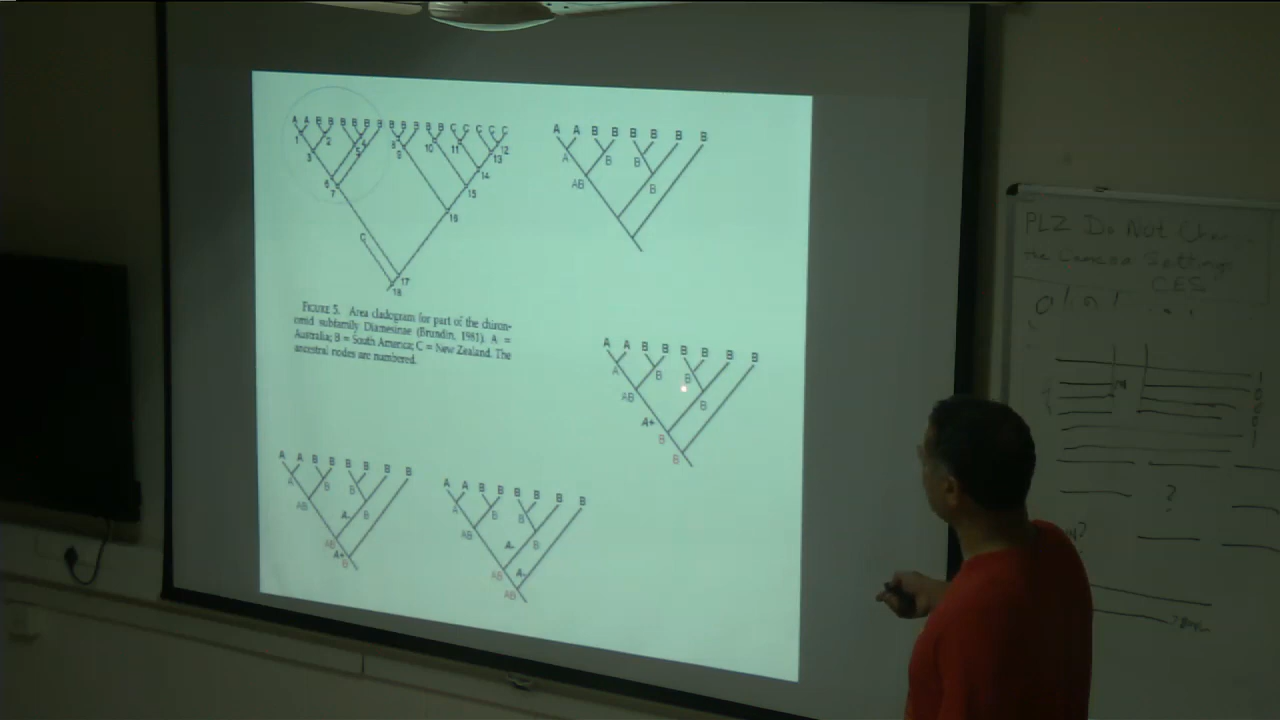 A A B B B B B B B B B B B C C C C C
1 2
3 4
5
6
7
8
9
10 11 12
13
14
15
16
C
17
18
FIGURE 5. Area cladogram for part of the chiron-
omid subfamily Diamesinae (Brundin, 1981). A =
Australia; B = South America; C = New Zealand. The
ancestral nodes are numbered.
A A B B B B B B
A B B
AB B
A A B B B B B B
A B B
AB B
A+
B
B
A A B B B B B B
A B B
AB A- B
AB
A+
B
A A B B B B B B
A B B
AB A- B
AB A-
AB
PLZ Do Not
the Camera Settings
CES
?